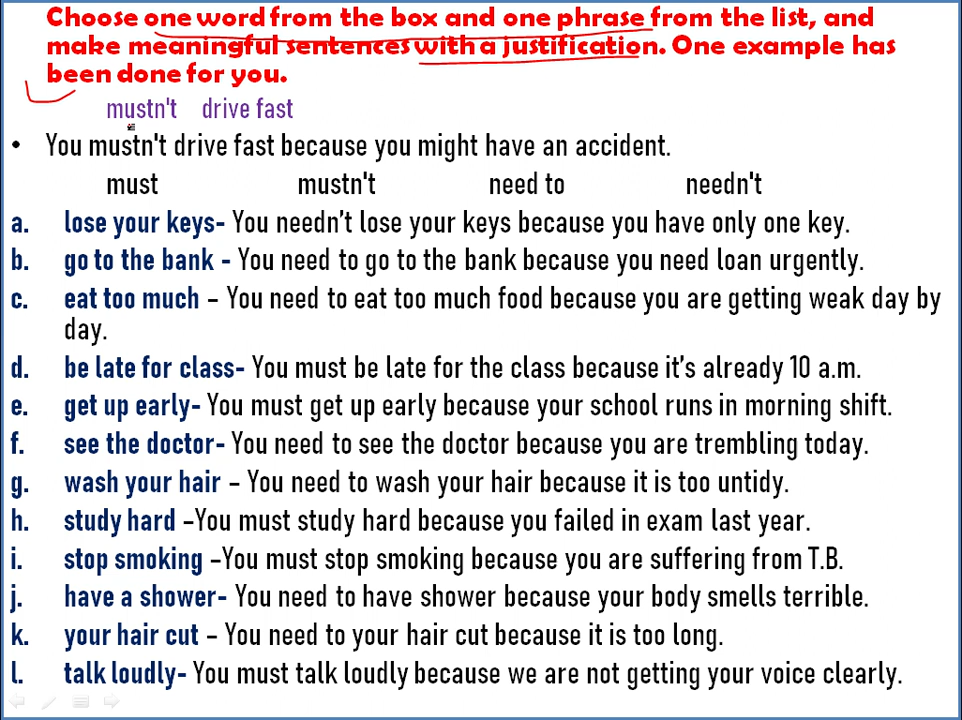 Choose one word from the box and one phrase from the list, and
make meaningful sentences with a justification. One example has
been done for you.
mustn't drive fast
• You mustn't drive fast because you might have an accident.
must mustn't need to needn't
a. lose your keys- You needn't lose your keys because you have only one key.
b. go to the bank - You need to go to the bank because you need loan urgently.
c. eat too much – You need to eat too much food because you are getting weak day by
day.
d. be late for class- You must be late for the class because it's already 10 a.m.
e. get up early- You must get up early because your school runs in morning shift.
f. see the doctor- You need to see the doctor because you are trembling today.
g. wash your hair – You need to wash your hair because it is too untidy.
h. study hard –You must study hard because you failed in exam last year.
i. stop smoking –You must stop smoking because you are suffering from T.B.
j. have a shower- You need to have shower because your body smells terrible.
k. your hair cut – You need to your hair cut because it is too long.
l. talk loudly- You must talk loudly because we are not getting your voice clearly.